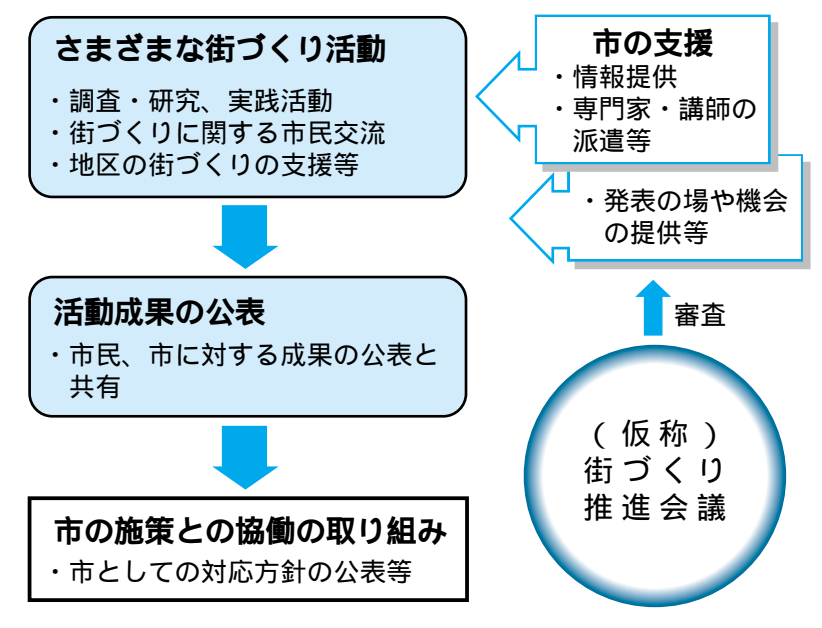 さまざまな街づくり活動
・調査・研究、実践活動
・街づくりに関する市民交流
・地区の街づくりの支援等
市の支援
・情報提供
・専門家・講師の
派遣等
・発表の場や機会
の提供等
活動成果の公表
・市民、市に対する成果の公表と
共有
審査
（仮称）
街づくり
推進会議
市の施策との協働の取り組み
・市としての対応方針の公表等